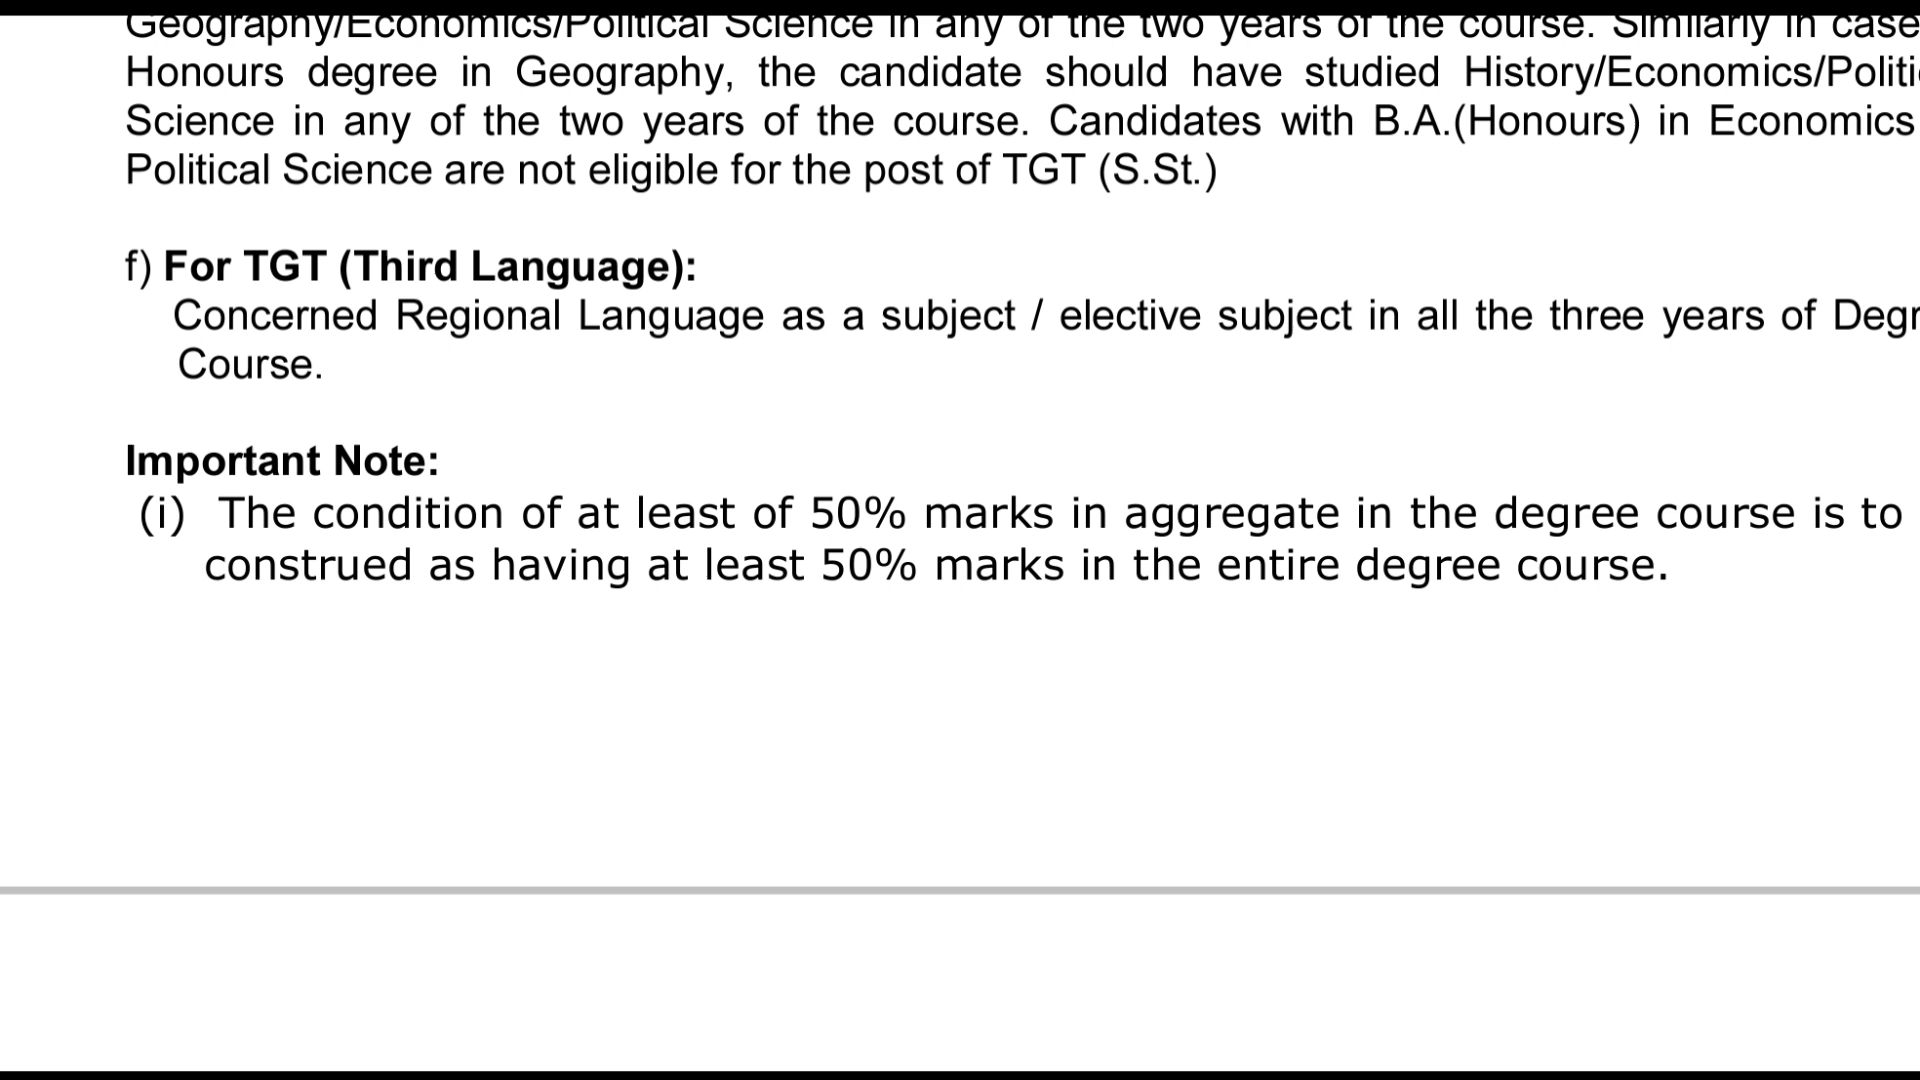 Geography/Economics/Political Science in any of the two years of the course. Similarly in case
Honours degree in Geography, the candidate should have studied History/Economics/Politi
Science in any of the two years of the course. Candidates with B.A.(Honours) in Economics
Political Science are not eligible for the post of TGT (S.St.)
f) For TGT (Third Language):
Concerned Regional Language as a subject / elective subject in all the three years of Degr
Course.
Important Note:
(i) The condition of at least of 50% marks in aggregate in the degree course is to
construed as having at least 50% marks in the entire degree course.